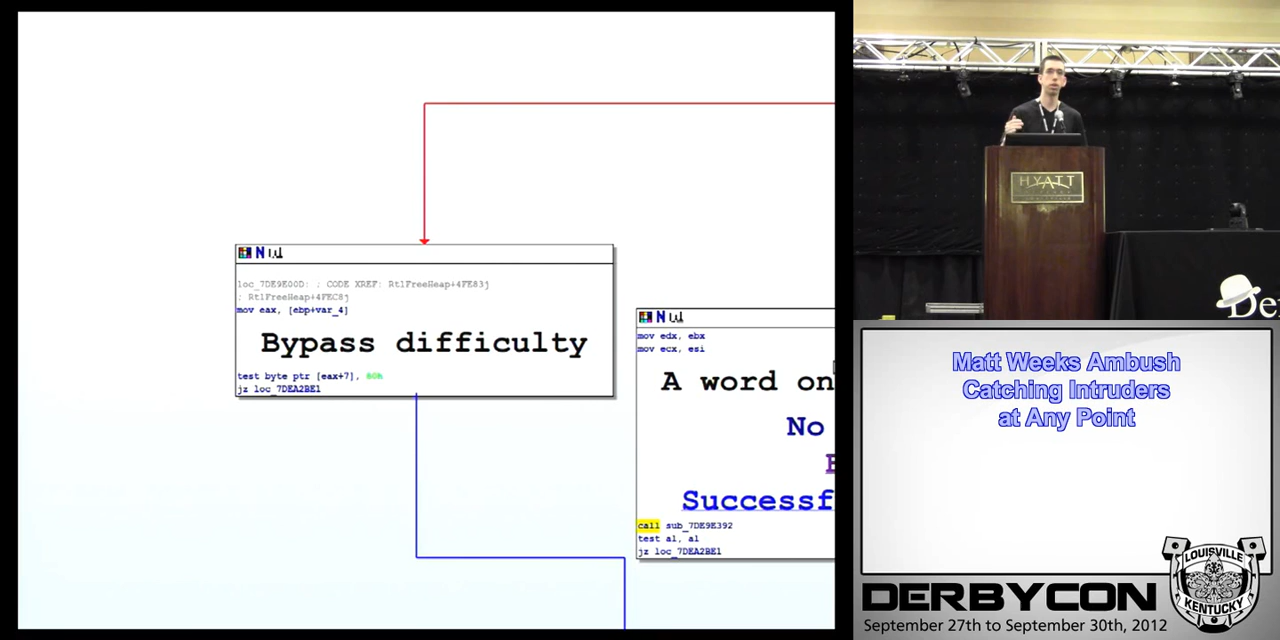 loc_7DE9E00D: ; CODE XREF: RtlFreeHeap+4FE83j
; RtlFreeHeap+4FEC8j
mov eax, [ebp+var_4]
Bypass difficulty
test byte ptr [eax+7], 80h
jz loc_7DEA2BE1
mov edx, ebx
mov ecx, esi
A word on
No
Successf
call sub_7DE9E392
test al, al
jz loc_7DEA2BE1
HYATT
De
Matt Weeks Ambush
Catching Intruders
at Any Point
LOUISVILLE
KENTUCKY
DERBYCON
September 27th to September 30th, 2012